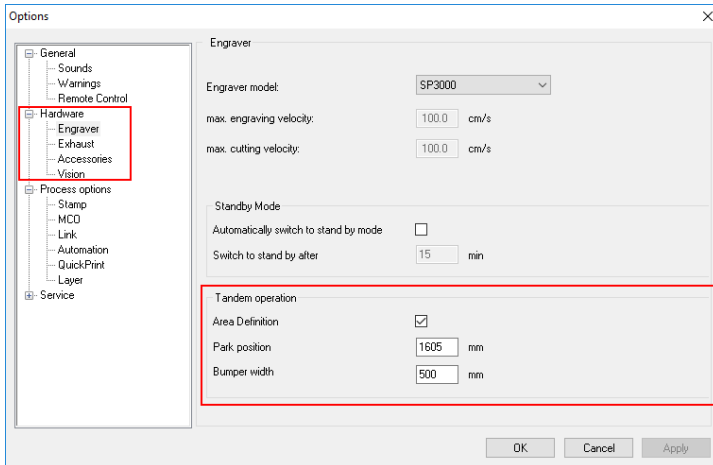 Options
General
Sounds
Warnings
Remote Control
Hardware
Engraver
Exhaust
Accessories
Vision
Process options
Stamp
MCO
Link
Automation
QuickPrint
Layer
Service
Engraver
Engraver model: SP3000
max. engraving velocity: 100.0 cm/s
max. cutting velocity: 100.0 cm/s
Standby Mode
Automatically switch to stand by mode
Switch to stand by after 15 min
Tandem operation
Area Definition
Park position 1605 mm
Bumper width 500 mm
OK Cancel Apply